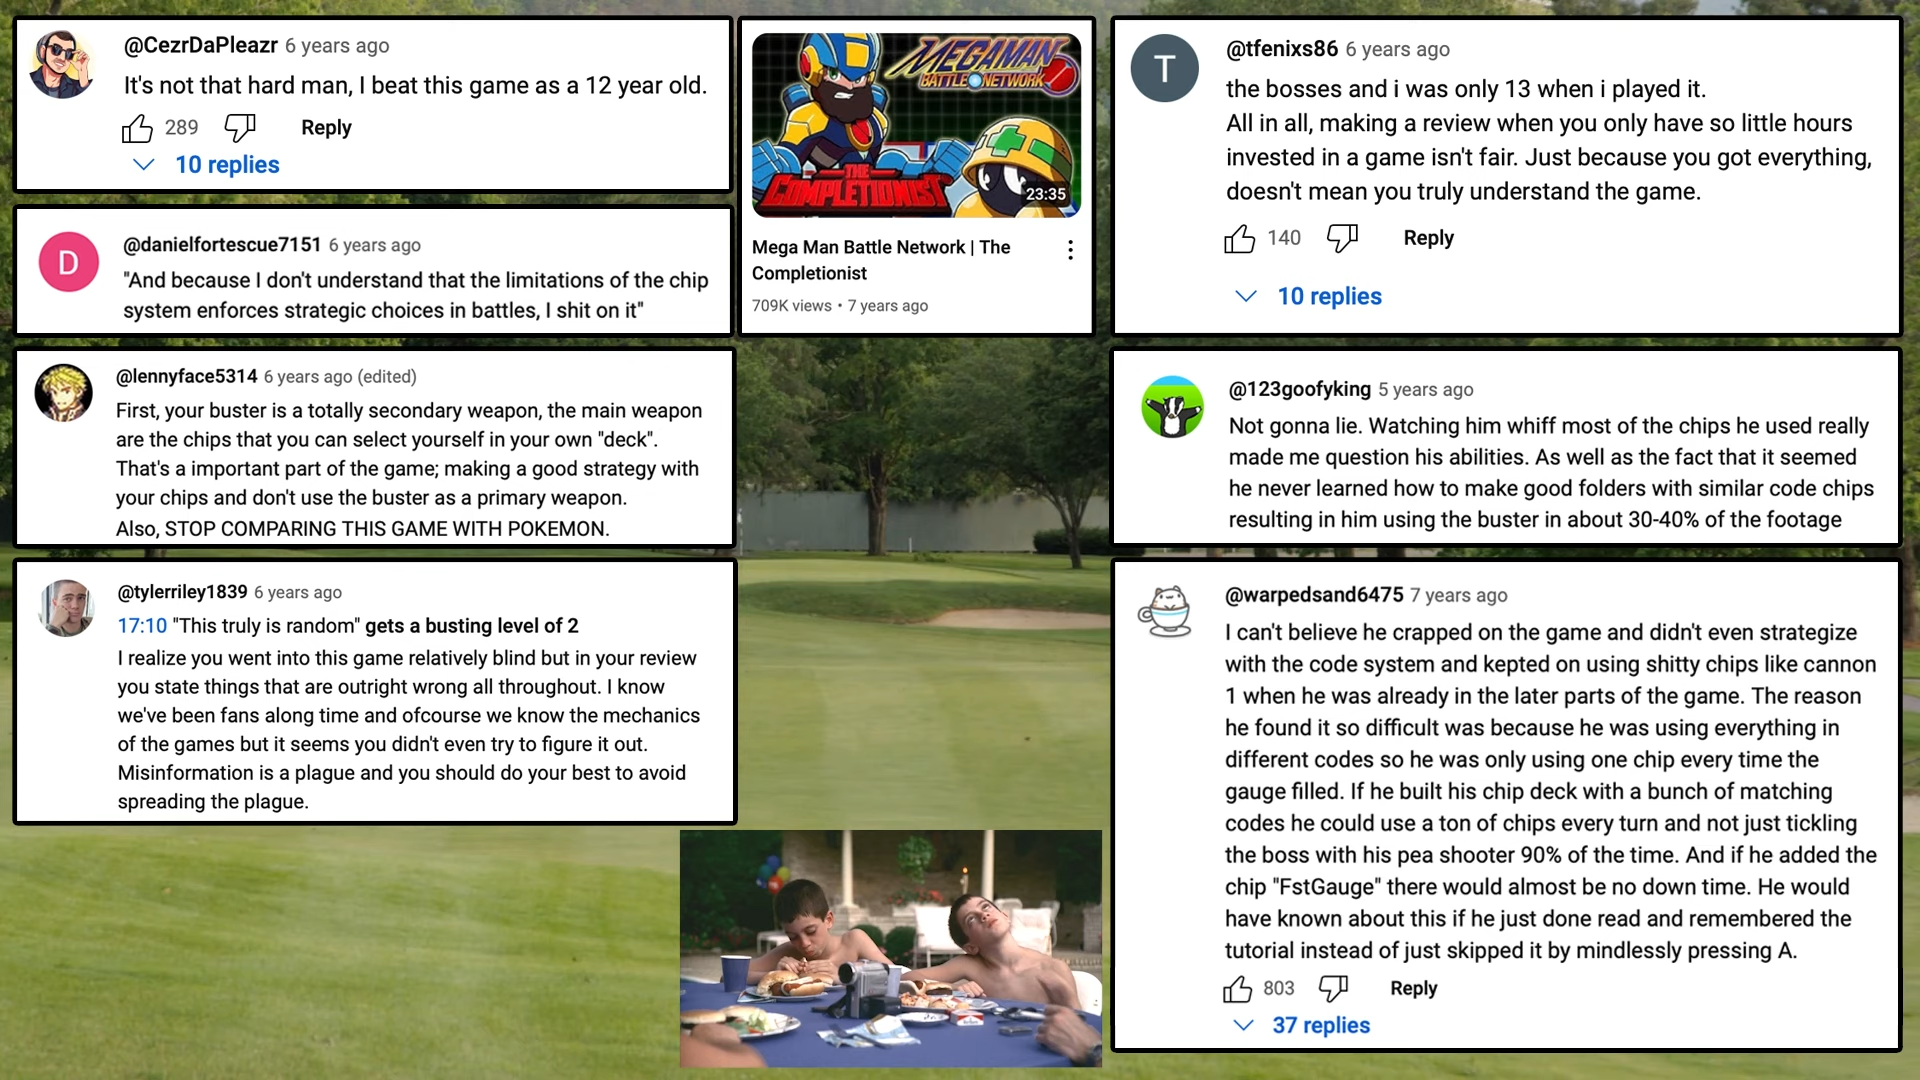 @CezrDaPleazr 6 years ago
It's not that hard man, I beat this game as a 12 year old.
289 Reply
10 replies
@danielfortescue7151 6 years ago
D
"And because I don't understand that the limitations of the chip
system enforces strategic choices in battles, I shit on it"
@lennyface5314 6 years ago (edited)
First, your buster is a totally secondary weapon, the main weapon
are the chips that you can select yourself in your own "deck".
That's a important part of the game; making a good strategy with
your chips and don't use the buster as a primary weapon.
Also, STOP COMPARING THIS GAME WITH POKEMON.
@tylerriley1839 6 years ago
17:10 "This truly is random" gets a busting level of 2
I realize you went into this game relatively blind but in your review
you state things that are outright wrong all throughout. I know
we've been fans along time and ofcourse we know the mechanics
of the games but it seems you didn't even try to figure it out.
Misinformation is a plague and you should do your best to avoid
spreading the plague.
MEGAMAN
BATTLE NETWORK
THE
COMPLETIONIST
23:35
Mega Man Battle Network | The
Completionist
709K views • 7 years ago
T
@tfenixs86 6 years ago
the bosses and i was only 13 when i played it.
All in all, making a review when you only have so little hours
invested in a game isn't fair. Just because you got everything,
doesn't mean you truly understand the game.
140 Reply
10 replies
@123goofyking 5 years ago
Not gonna lie. Watching him whiff most of the chips he used really
made me question his abilities. As well as the fact that it seemed
he never learned how to make good folders with similar code chips
resulting in him using the buster in about 30-40% of the footage
@warpedsand6475 7 years ago
I can't believe he crapped on the game and didn't even strategize
with the code system and kepted on using shitty chips like cannon
1 when he was already in the later parts of the game. The reason
he found it so difficult was because he was using everything in
different codes so he was only using one chip every time the
gauge filled. If he built his chip deck with a bunch of matching
codes he could use a ton of chips every turn and not just tickling
the boss with his pea shooter 90% of the time. And if he added the
chip "FstGauge" there would almost be no down time. He would
have known about this if he just done read and remembered the
tutorial instead of just skipped it by mindlessly pressing A.
803 Reply
37 replies